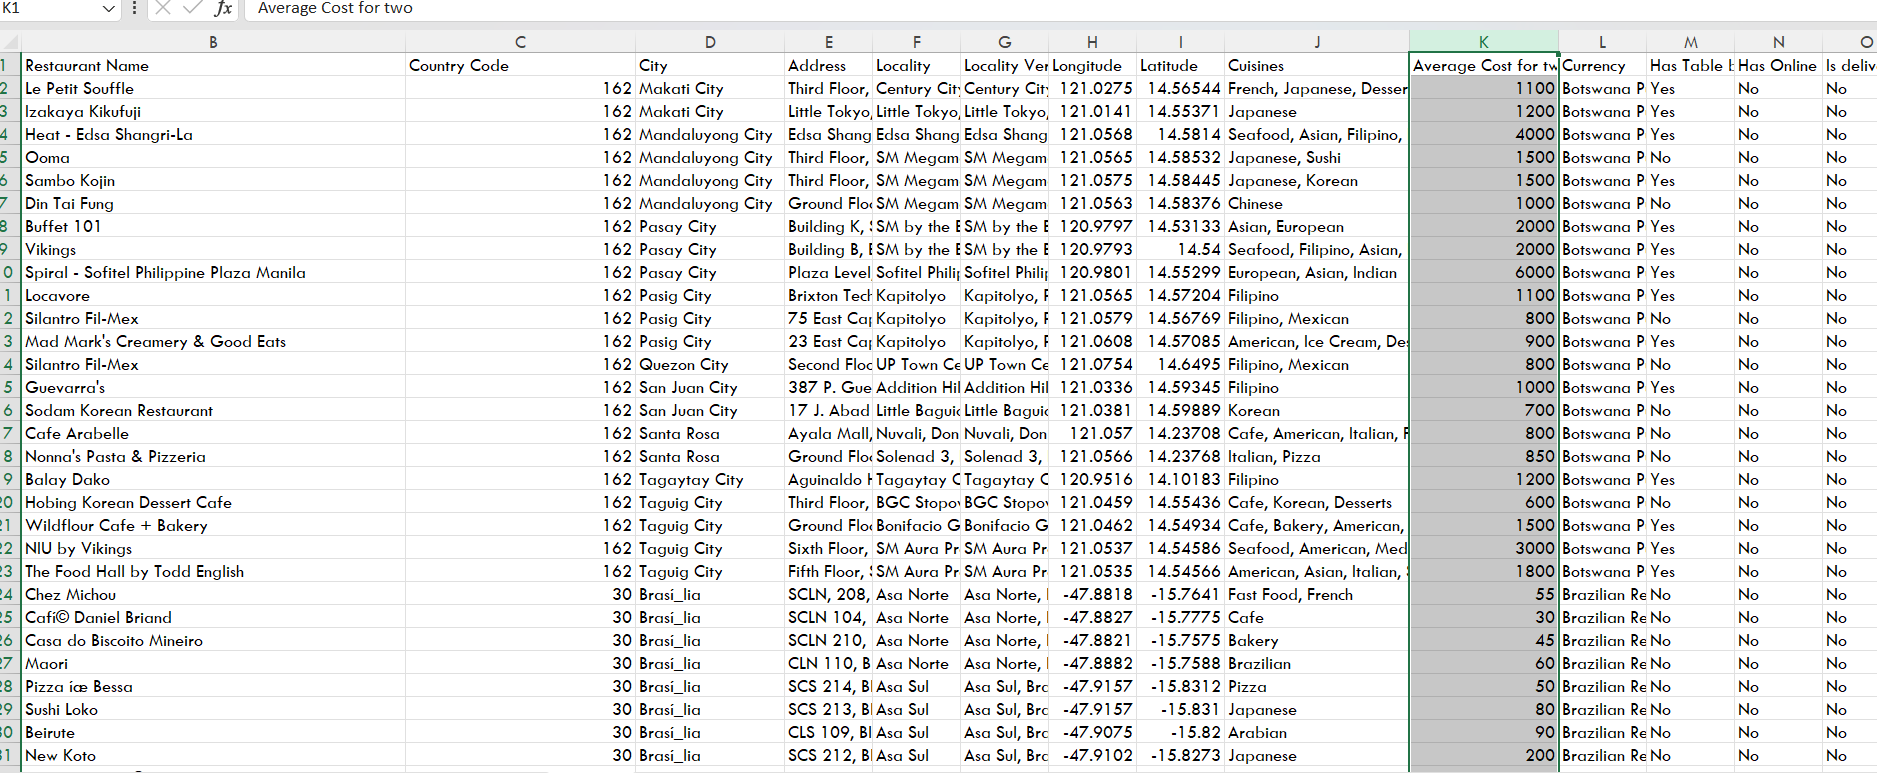 K1 fx Average Cost for two
B C D E F G H I J K L M N O
1 Restaurant Name Country Code City Address Locality Locality Ver Longitude Latitude Cuisines Average Cost for tw Currency Has Table b Has Online Is deliv
2 Le Petit Souffle 162 Makati City Third Floor, Century City Century City 121.0275 14.56544 French, Japanese, Desser 1100 Botswana P Yes No No
3 Izakaya Kikufuji 162 Makati City Little Tokyo, Little Tokyo, Little Tokyo, 121.0141 14.55371 Japanese 1200 Botswana P Yes No No
4 Heat - Edsa Shangri-La 162 Mandaluyong City Edsa Shang Edsa Shang Edsa Shang 121.0568 14.5814 Seafood, Asian, Filipino, 4000 Botswana P Yes No No
5 Ooma 162 Mandaluyong City Third Floor, SM Megam SM Megam 121.0565 14.58532 Japanese, Sushi 1500 Botswana P No No No
6 Sambo Kojin 162 Mandaluyong City Third Floor, SM Megam SM Megam 121.0575 14.58445 Japanese, Korean 1500 Botswana P Yes No No
7 Din Tai Fung 162 Mandaluyong City Ground Floo SM Megam SM Megam 121.0563 14.58376 Chinese 1000 Botswana P No No No
8 Buffet 101 162 Pasay City Building K, S SM by the B SM by the B 120.9797 14.53133 Asian, European 2000 Botswana P Yes No No
9 Vikings 162 Pasay City Building B, B SM by the B SM by the B 120.9793 14.54 Seafood, Filipino, Asian, 2000 Botswana P Yes No No
0 Spiral - Sofitel Philippine Plaza Manila 162 Pasay City Plaza Level Sofitel Philip Sofitel Philip 120.9801 14.55299 European, Asian, Indian 6000 Botswana P Yes No No
1 Locavore 162 Pasig City Brixton Tech Kapitolyo Kapitolyo, P 121.0565 14.57204 Filipino 1100 Botswana P Yes No No
2 Silantro Fil-Mex 162 Pasig City 75 East Cap Kapitolyo Kapitolyo, P 121.0579 14.56769 Filipino, Mexican 800 Botswana P No No No
3 Mad Mark's Creamery & Good Eats 162 Pasig City 23 East Cap Kapitolyo Kapitolyo, P 121.0608 14.57085 American, Ice Cream, Des 900 Botswana P Yes No No
4 Silantro Fil-Mex 162 Quezon City Second Floo UP Town Ce UP Town Ce 121.0754 14.6495 Filipino, Mexican 800 Botswana P No No No
5 Guevarra's 162 San Juan City 387 P. Gue Addition Hil Addition Hil 121.0336 14.59345 Filipino 1000 Botswana P Yes No No
6 Sodam Korean Restaurant 162 San Juan City 17 J. Abad Little Baguio Little Baguio 121.0381 14.59889 Korean 700 Botswana P No No No
7 Cafe Arabelle 162 Santa Rosa Ayala Mall, Nuvali, Don Nuvali, Don 121.057 14.23708 Cafe, American, Italian, F 800 Botswana P No No No
8 Nonna's Pasta & Pizzeria 162 Santa Rosa Ground Floo Solenad 3, Solenad 3, 121.0566 14.23768 Italian, Pizza 850 Botswana P No No No
9 Balay Dako 162 Tagaytay City Aguinaldo H Tagaytay C Tagaytay C 120.9516 14.10183 Filipino 1200 Botswana P Yes No No
20 Hobing Korean Dessert Cafe 162 Taguig City Third Floor, BGC Stopov BGC Stopov 121.0459 14.55436 Cafe, Korean, Desserts 600 Botswana P No No No
21 Wildflour Cafe + Bakery 162 Taguig City Ground Floo Bonifacio G Bonifacio G 121.0462 14.54934 Cafe, Bakery, American, 1500 Botswana P Yes No No
22 NIU by Vikings 162 Taguig City Sixth Floor, SM Aura Pr SM Aura Pr 121.0537 14.54586 Seafood, American, Med 3000 Botswana P Yes No No
23 The Food Hall by Todd English 162 Taguig City Fifth Floor, S SM Aura Pr SM Aura Pr 121.0535 14.54566 American, Asian, Italian, S 1800 Botswana P Yes No No
24 Chez Michou 30 Brasí_lia SCLN, 208, Asa Norte Asa Norte, -47.8818 -15.7641 Fast Food, French 55 Brazilian Re No No No
25 Cafí© Daniel Briand 30 Brasí_lia SCLN 104, Asa Norte Asa Norte, -47.8827 -15.7775 Cafe 30 Brazilian Re No No No
26 Casa do Biscoito Mineiro 30 Brasí_lia SCLN 210, Asa Norte Asa Norte, -47.8821 -15.7575 Bakery 45 Brazilian Re No No No
27 Maori 30 Brasí_lia CLN 110, B Asa Norte Asa Norte, -47.8882 -15.7588 Brazilian 60 Brazilian Re No No No
28 Pizza íœ Bessa 30 Brasí_lia SCS 214, Bl Asa Sul Asa Sul, Bra -47.9157 -15.8312 Pizza 50 Brazilian Re No No No
29 Sushi Loko 30 Brasí_lia SCS 213, Bl Asa Sul Asa Sul, Bra -47.9157 -15.831 Japanese 80 Brazilian Re No No No
30 Beirute 30 Brasí_lia CLS 109, Bl Asa Sul Asa Sul, Bra -47.9075 -15.82 Arabian 90 Brazilian Re No No No
31 New Koto 30 Brasí_lia SCS 212, Bl Asa Sul Asa Sul, Bra -47.9102 -15.8273 Japanese 200 Brazilian Re No No No